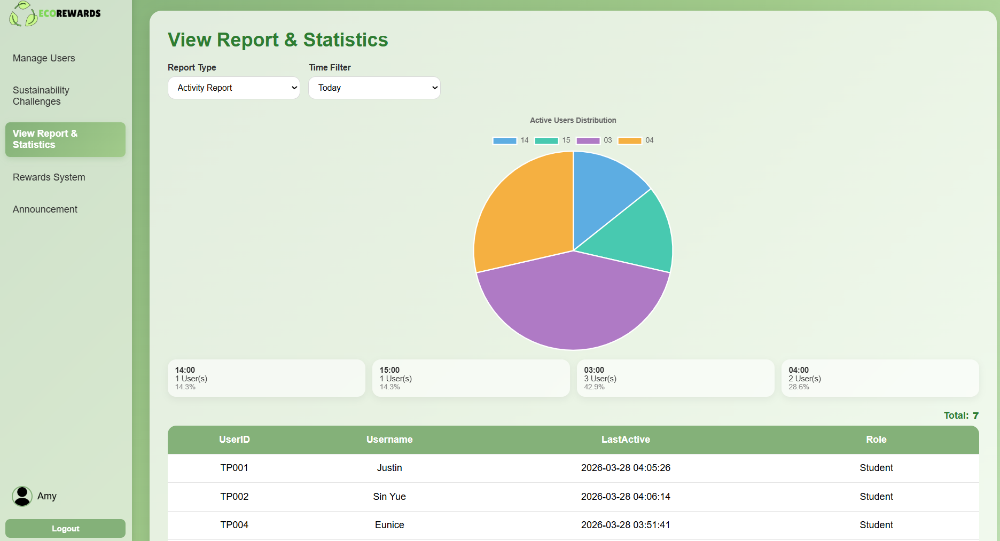 ECOREWARDS
Manage Users
Sustainability
Challenges
View Report &
Statistics
Rewards System
Announcement
Amy
Logout
View Report & Statistics
Report Type
Time Filter
Activity Report
Today
Active Users Distribution
14 15 03 04
14:00
1 User(s)
14.3%
15:00
1 User(s)
14.3%
03:00
3 User(s)
42.9%
04:00
2 User(s)
28.6%
Total: 7
UserID Username LastActive Role
TP001 Justin 2026-03-28 04:05:26 Student
TP002 Sin Yue 2026-03-28 04:06:14 Student
TP004 Eunice 2026-03-28 03:51:41 Student